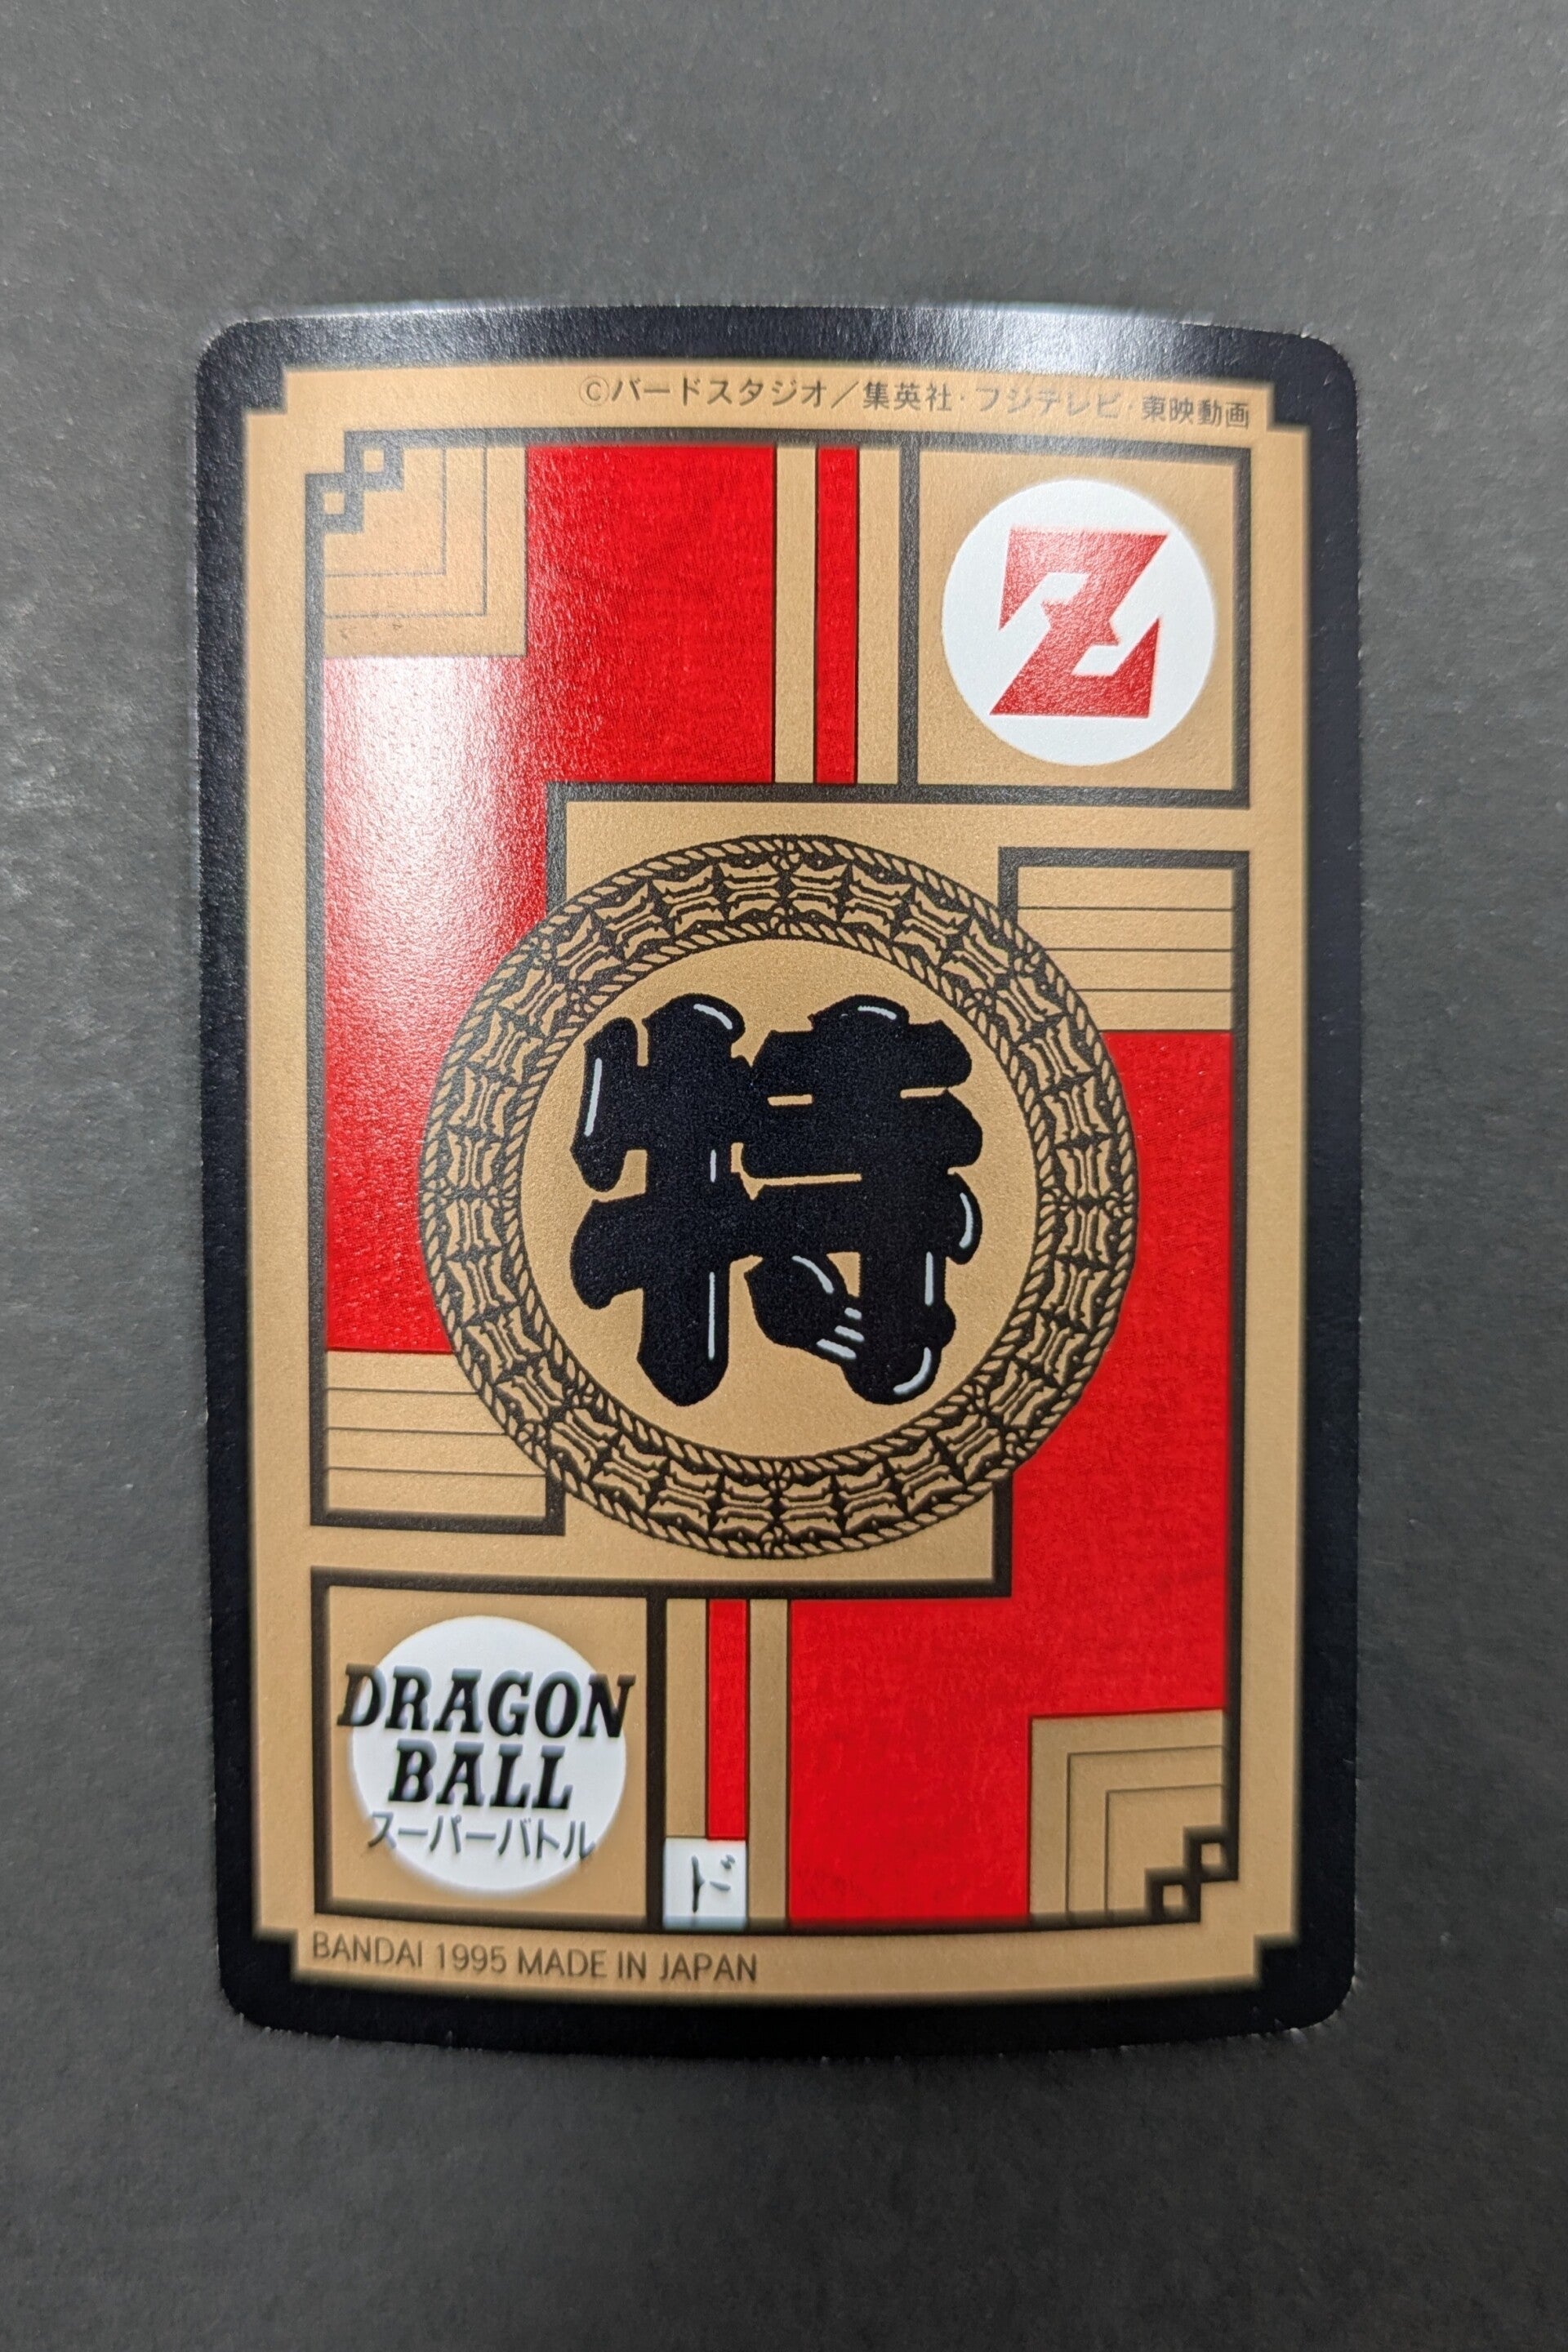 ©バードスタジオ／集英社・フジテレビ・東映動画
Z
特
DRAGON
BALL
スーパーバトル
ド
BANDAI 1995 MADE IN JAPAN